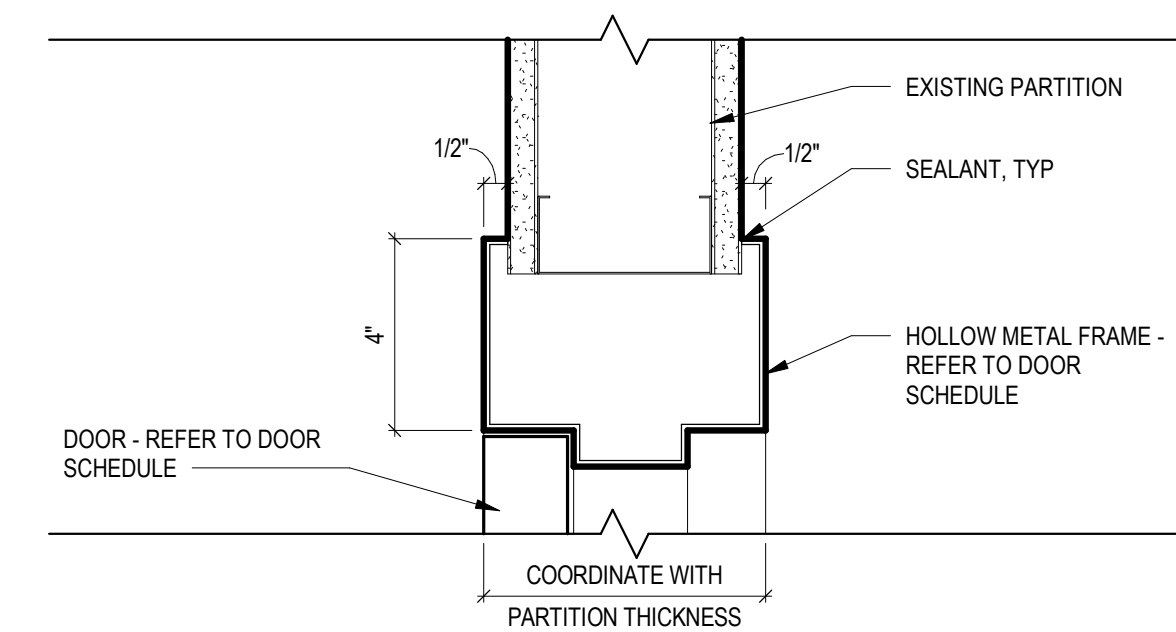 EXISTING PARTITION
1/2"
1/2"
SEALANT, TYP
4"
HOLLOW METAL FRAME -
REFER TO DOOR
SCHEDULE
DOOR - REFER TO DOOR
SCHEDULE
COORDINATE WITH
PARTITION THICKNESS